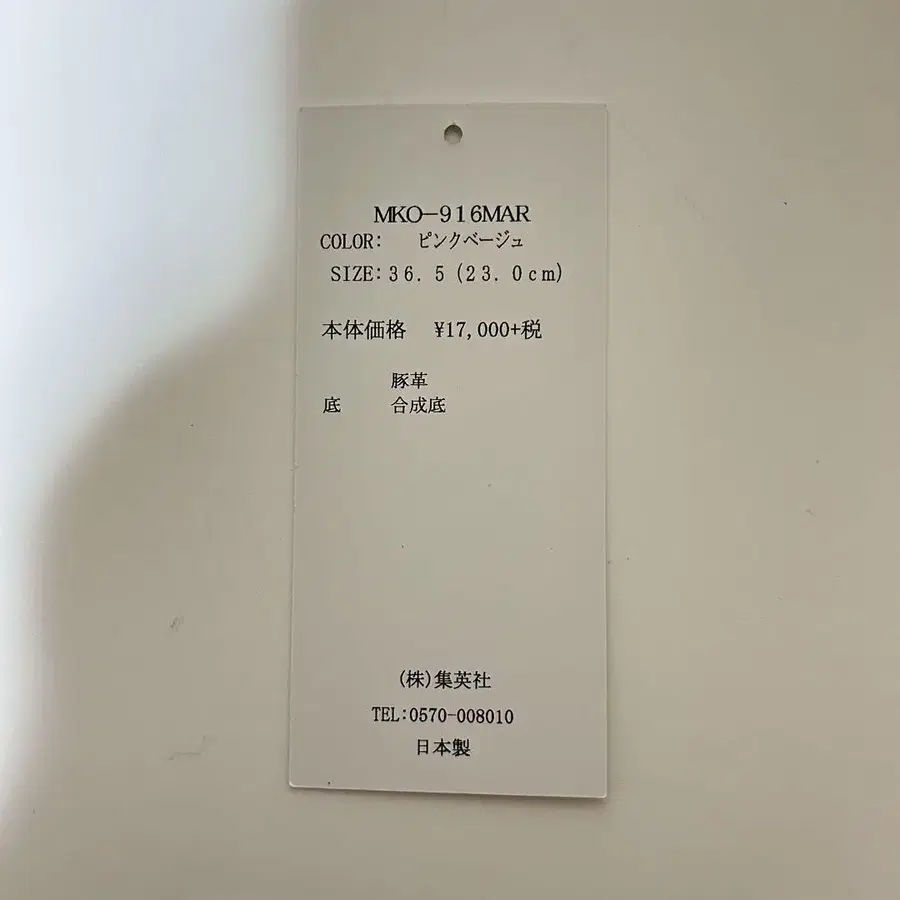 MKO-916MAR
COLOR: ピンクベージュ
SIZE:36.5(23.0cm)
本体価格 ¥17,000+税
豚革
底 合成底
(株)集英社
TEL:0570-008010
日本製